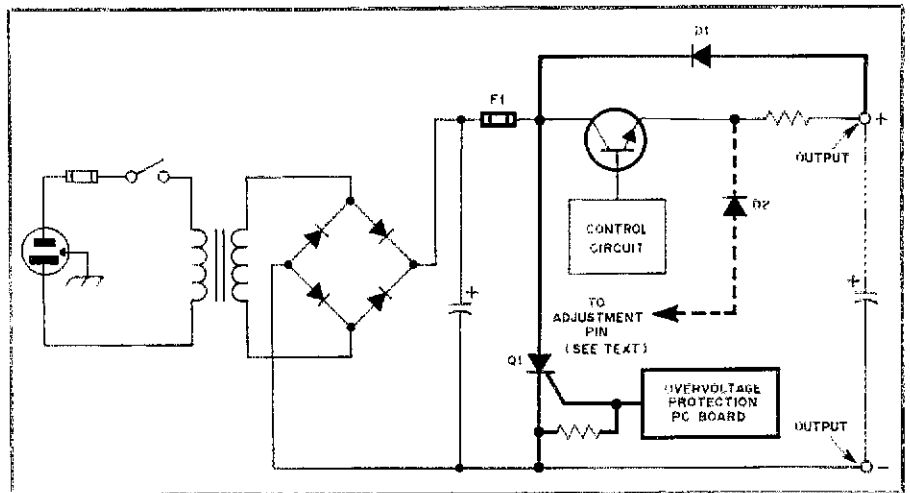 D1
F1
+
OUTPUT
D2
CONTROL
CIRCUIT
+
+
TO
ADJUSTMENT
PIN
(SEE TEXT)
Q1
OVERVOLTAGE
PROTECTION
PC BOARD
OUTPUT
-